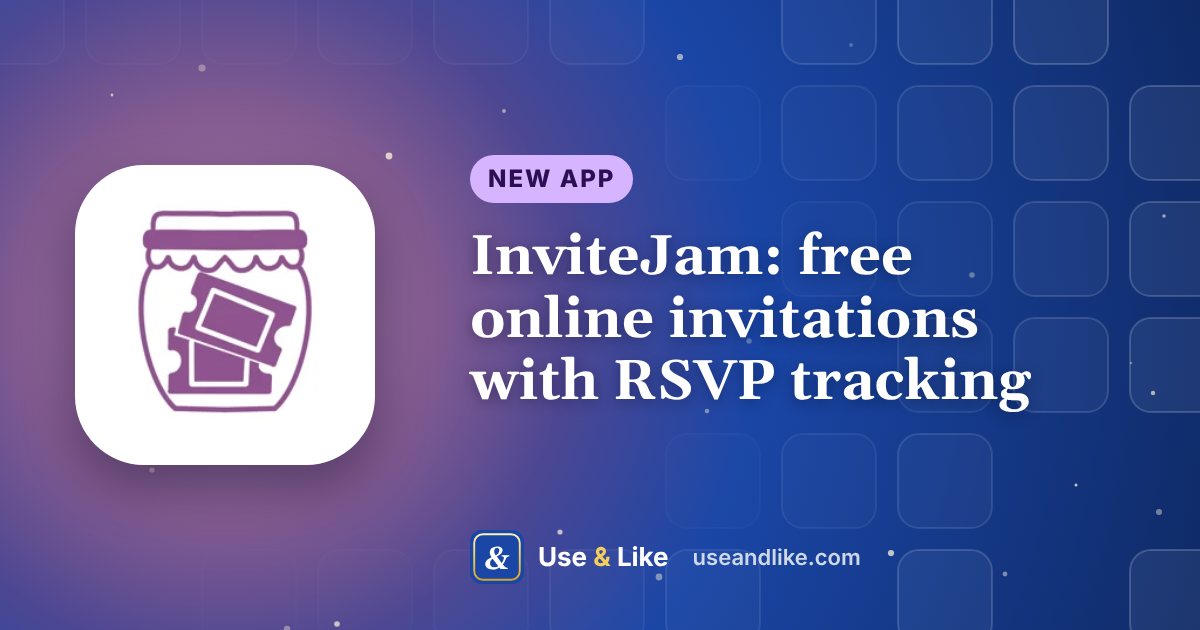 NEW APP
InviteJam: free
online invitations
with RSVP tracking
& Use & Like useandlike.com